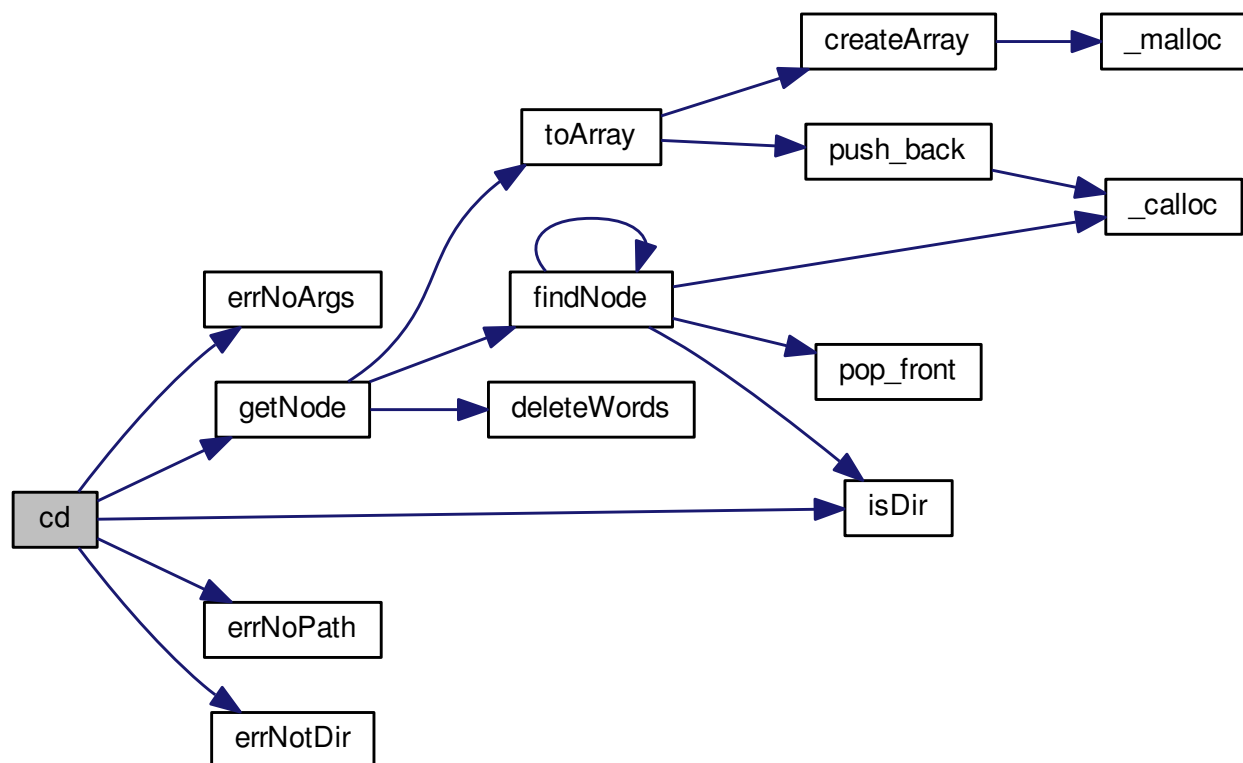 createArray
_malloc
toArray
push_back
_calloc
errNoArgs
findNode
pop_front
getNode
deleteWords
cd
isDir
errNoPath
errNotDir